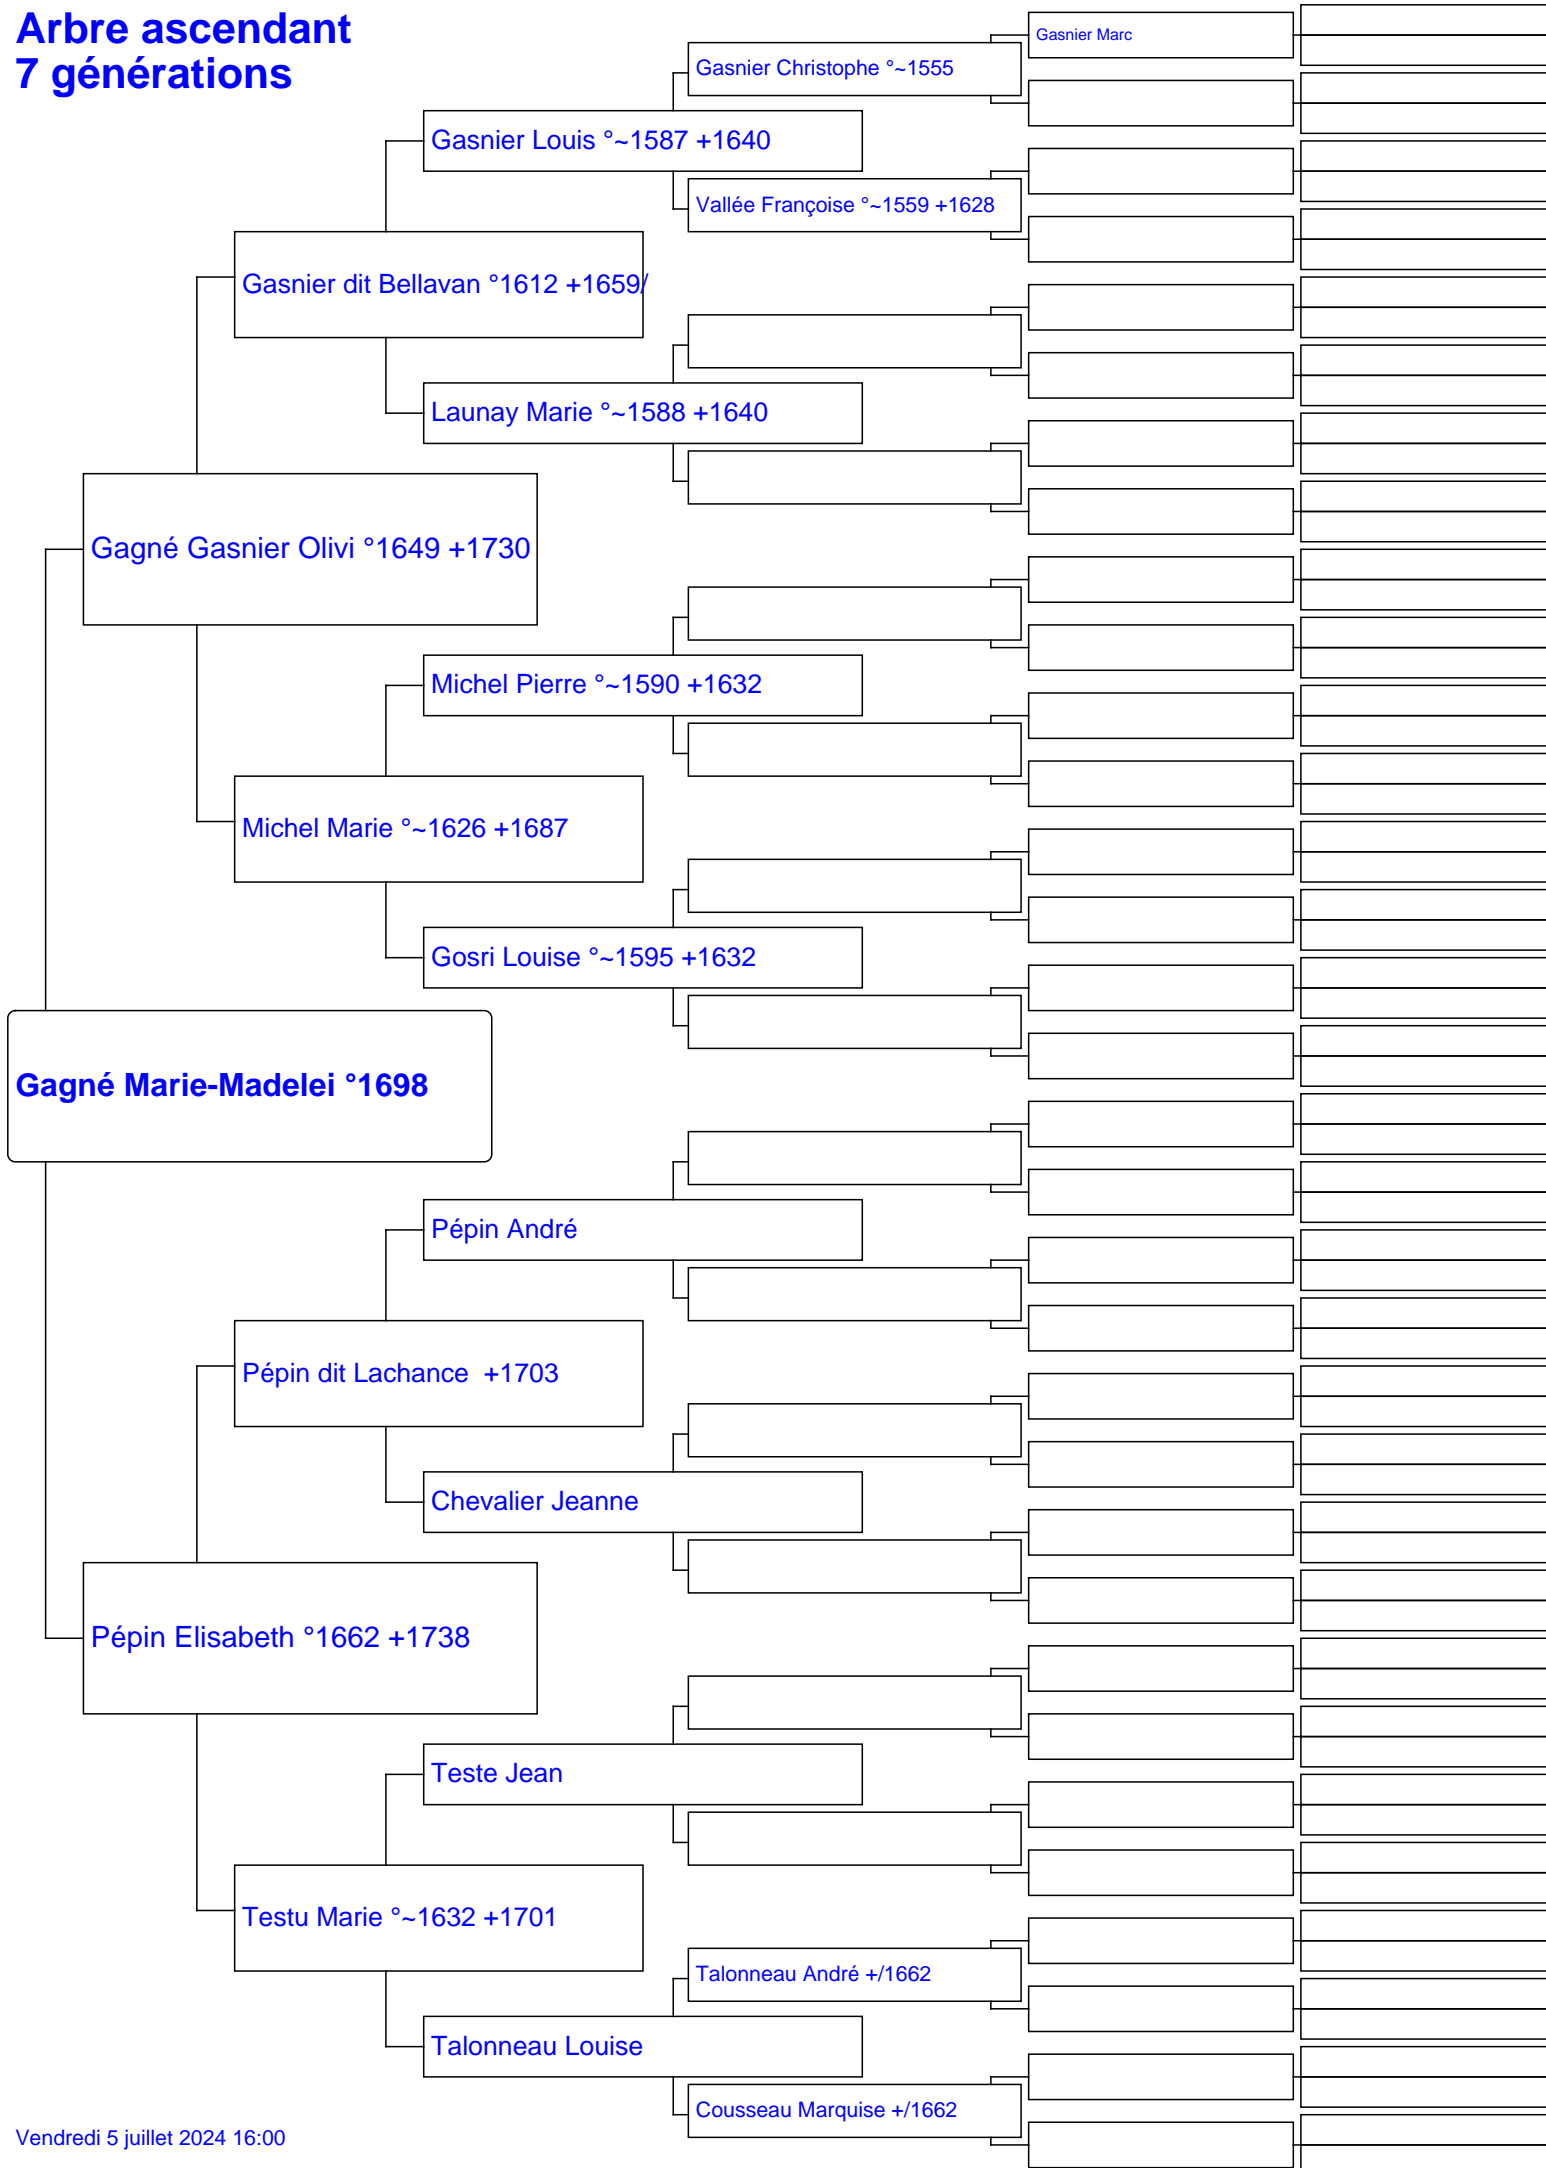 Arbre ascendant
7 générations
Gasnier Marc
Gasnier Christophe °~1555
Gasnier Louis °~1587 +1640
Vallée Françoise °~1559 +1628
Gasnier dit Bellavan °1612 +1659/
Launay Marie °~1588 +1640
Gagné Gasnier Olivi °1649 +1730
Michel Pierre °~1590 +1632
Michel Marie °~1626 +1687
Gosri Louise °~1595 +1632
Gagné Marie-Madelei °1698
Pépin André
Pépin dit Lachance  +1703
Chevalier Jeanne
Pépin Elisabeth °1662 +1738
Teste Jean
Testu Marie °~1632 +1701
Talonneau André +/1662
Talonneau Louise
Cousseau Marquise +/1662
Vendredi 5 juillet 2024 16:00